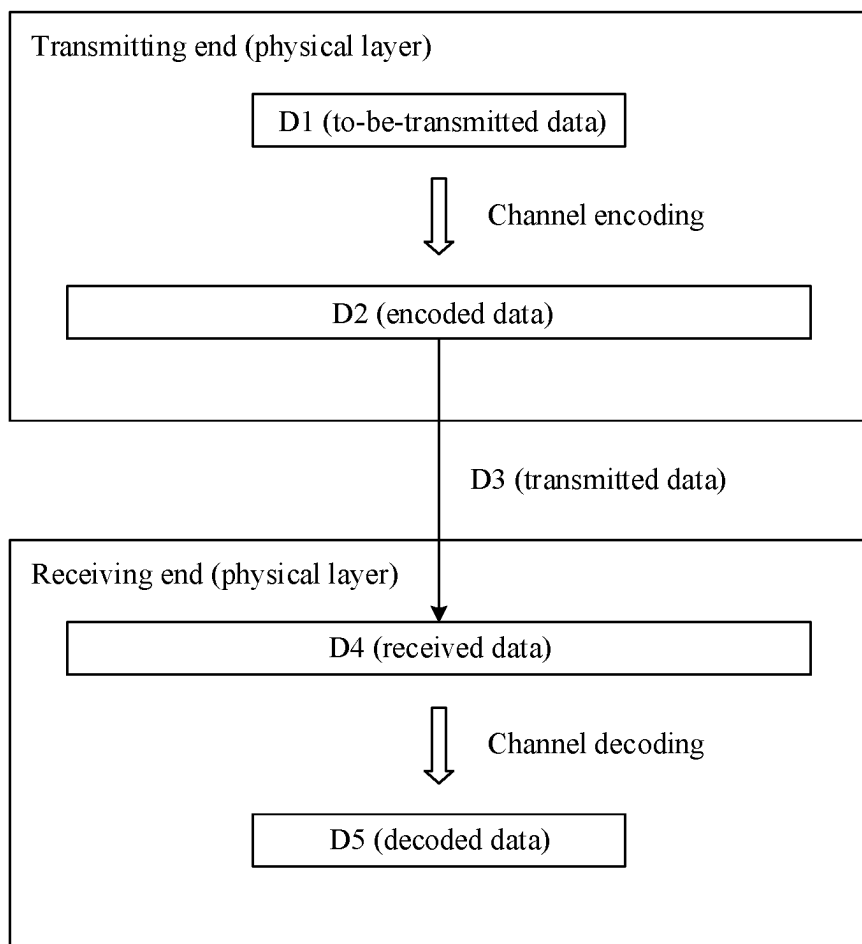 Transmitting end (physical layer)
D1 (to-be-transmitted data)
Channel encoding
D2 (encoded data)
D3 (transmitted data)
Receiving end (physical layer)
D4 (received data)
Channel decoding
D5 (decoded data)